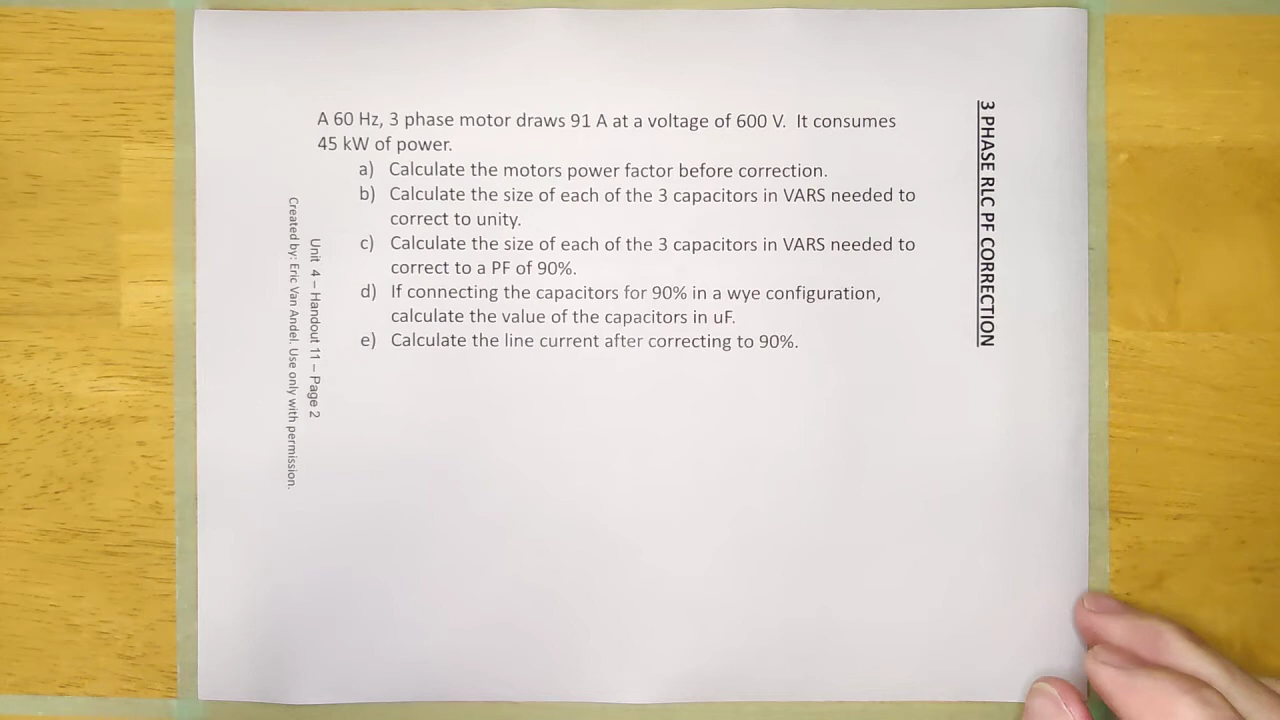 3 PHASE RLC PF CORRECTION
A 60 Hz, 3 phase motor draws 91 A at a voltage of 600 V. It consumes
45 kW of power.
a) Calculate the motors power factor before correction.
b) Calculate the size of each of the 3 capacitors in VARS needed to
correct to unity.
c) Calculate the size of each of the 3 capacitors in VARS needed to
correct to a PF of 90%.
d) If connecting the capacitors for 90% in a wye configuration,
calculate the value of the capacitors in uF.
e) Calculate the line current after correcting to 90%.
Unit 4 – Handout 11 – Page 2
Created by: Eric Van Andel. Use only with permission.